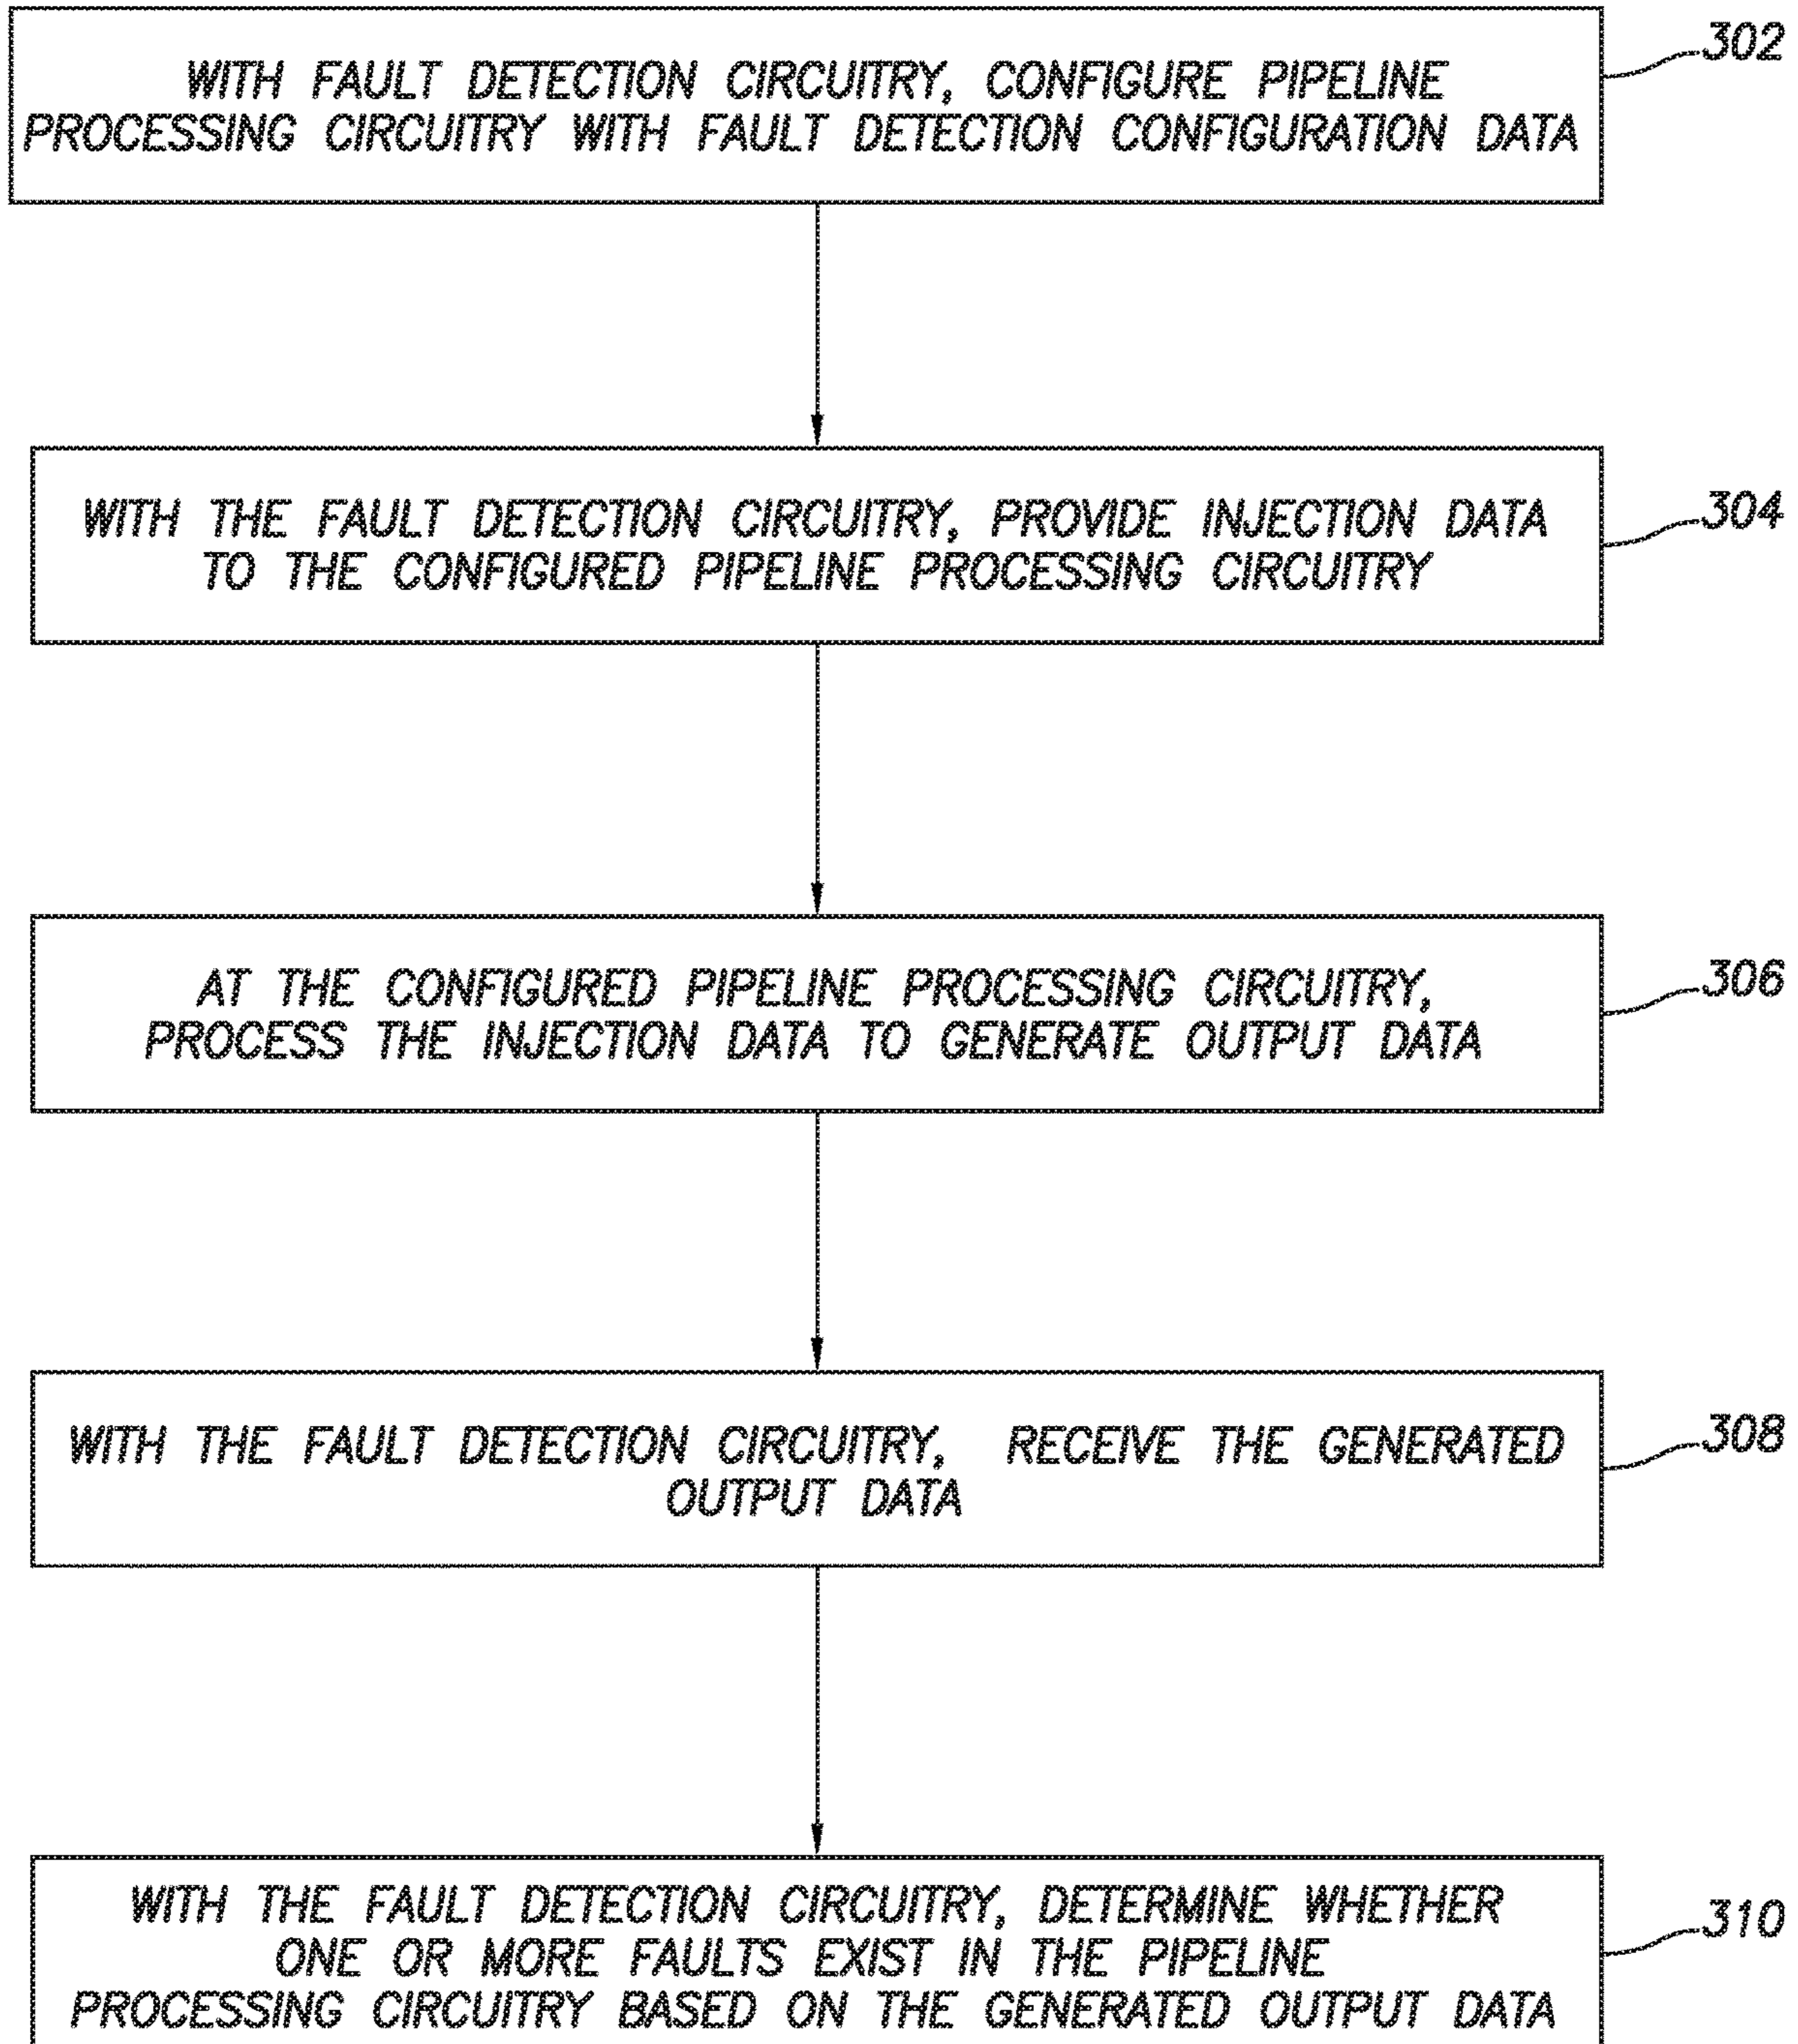 302
WITH FAULT DETECTION CIRCUITRY, CONFIGURE PIPELINE
PROCESSING CIRCUITRY WITH FAULT DETECTION CONFIGURATION DATA
304
WITH THE FAULT DETECTION CIRCUITRY, PROVIDE INJECTION DATA
TO THE CONFIGURED PIPELINE PROCESSING CIRCUITRY
306
AT THE CONFIGURED PIPELINE PROCESSING CIRCUITRY,
PROCESS THE INJECTION DATA TO GENERATE OUTPUT DATA
308
WITH THE FAULT DETECTION CIRCUITRY, RECEIVE THE GENERATED
OUTPUT DATA
310
WITH THE FAULT DETECTION CIRCUITRY, DETERMINE WHETHER
ONE OR MORE FAULTS EXIST IN THE PIPELINE
PROCESSING CIRCUITRY BASED ON THE GENERATED OUTPUT DATA